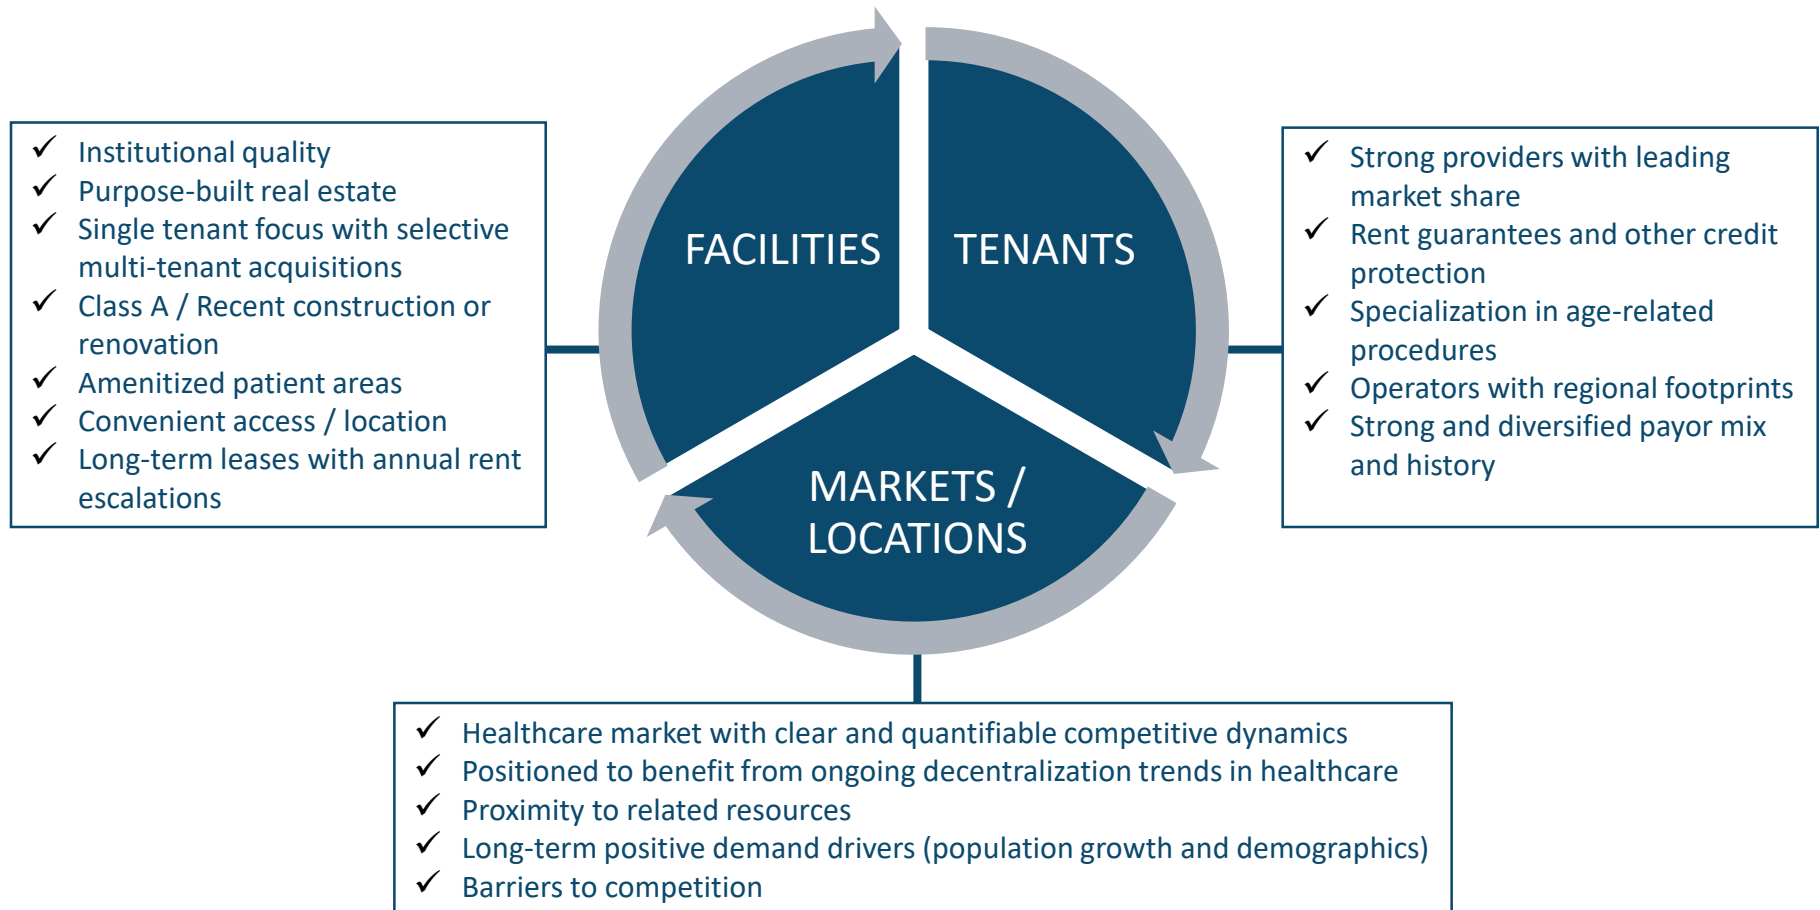 FACILITIES
TENANTS
MARKETS /
LOCATIONS
✓ Institutional quality
✓ Purpose-built real estate
✓ Single tenant focus with selective
multi-tenant acquisitions
✓ Class A / Recent construction or
renovation
✓ Amenitized patient areas
✓ Convenient access / location
✓ Long-term leases with annual rent
escalations
✓ Strong providers with leading
market share
✓ Rent guarantees and other credit
protection
✓ Specialization in age-related
procedures
✓ Operators with regional footprints
✓ Strong and diversified payor mix
and history
✓ Healthcare market with clear and quantifiable competitive dynamics
✓ Positioned to benefit from ongoing decentralization trends in healthcare
✓ Proximity to related resources
✓ Long-term positive demand drivers (population growth and demographics)
✓ Barriers to competition